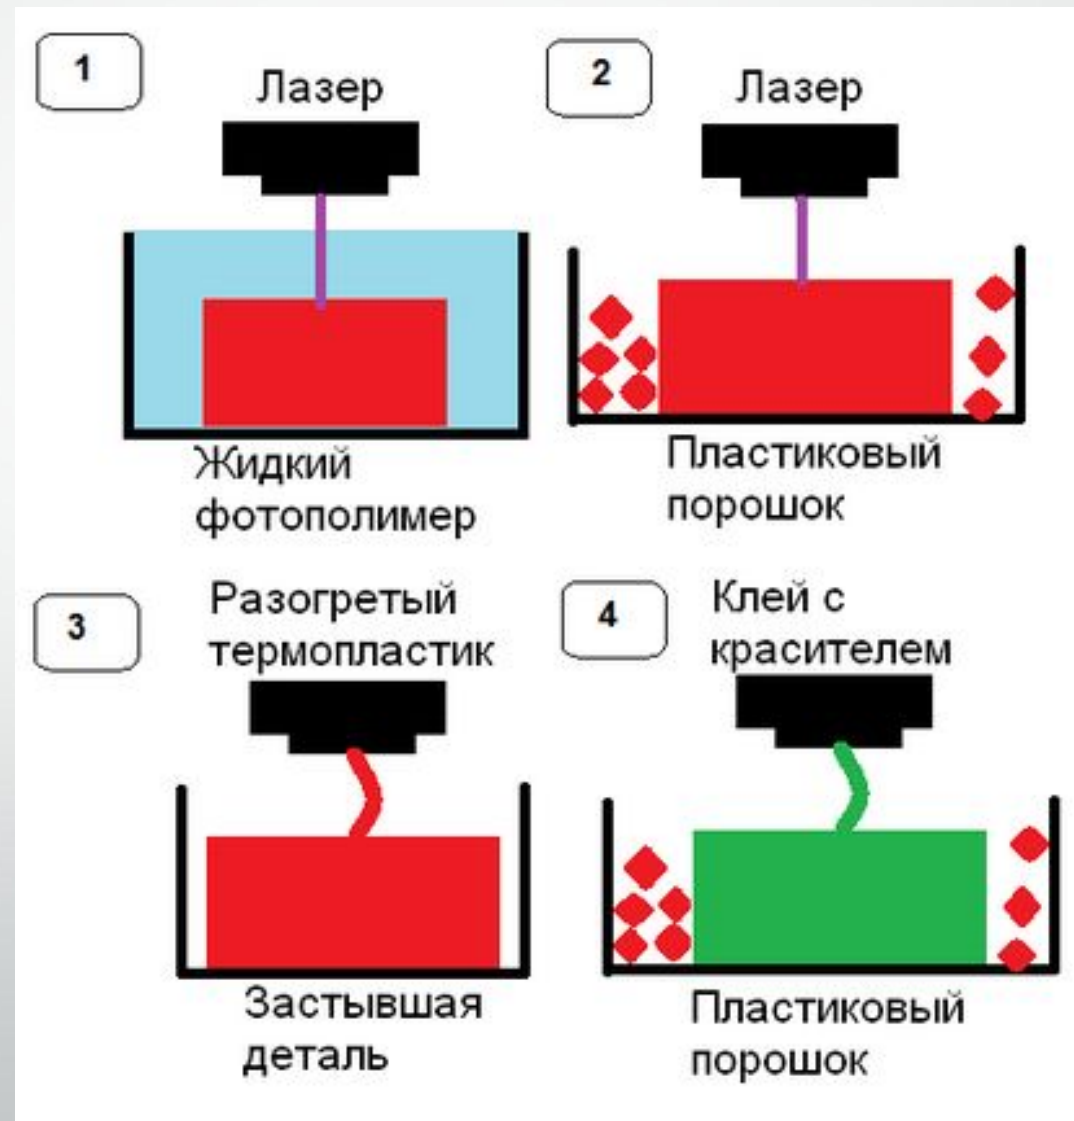 1
Лазер
Жидкий
фотополимер
2
Лазер
Пластиковый
порошок
3
Разогретый
термопластик
Застывшая
деталь
4
Клей с
красителем
Пластиковый
порошок